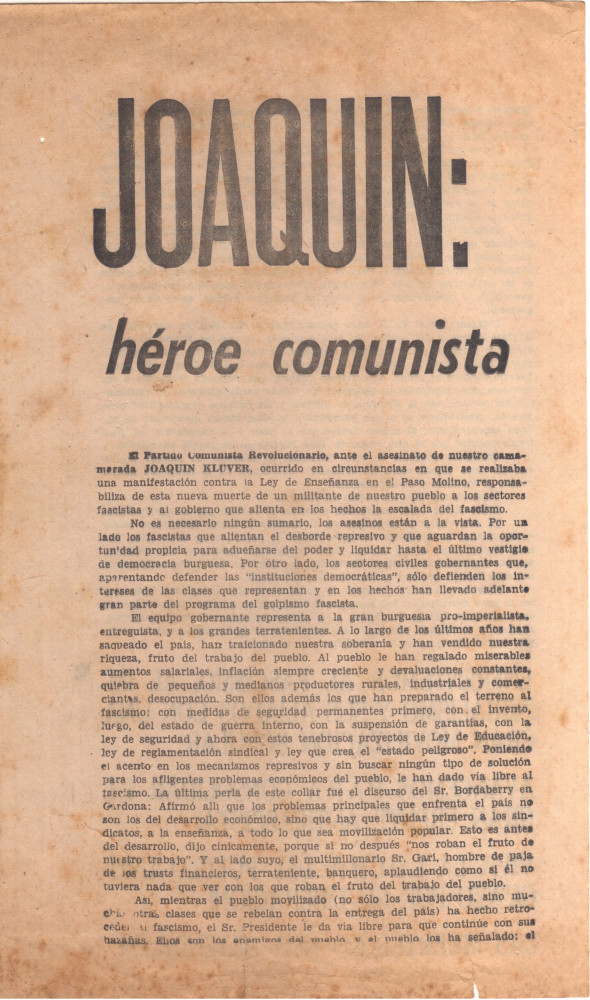 JOAQUIN:
héroe comunista
El Partido Comunista Revolucionario, ante el asesinato de nuestro cama-
marada JOAQUIN KLUVER, ocurrido en circunstancias en que se realizaba
una manifestación contra la Ley de Enseñanza en el Paso Molino, responsa-
biliza de esta nueva muerte de un militante de nuestro pueblo a los sectores
fascistas y al gobierno que alienta en los hechos la escalada del fascismo.
No es necesario ningún sumario, los asesinos están a la vista. Por un
lado los fascistas que alientan el desborde represivo y que aguardan la opor-
tunidad propicia para adueñarse del poder y liquidar hasta el último vestigio
de democracia burguesa. Por otro lado, los sectores civiles gobernantes que,
aparentando defender las "instituciones democráticas", sólo defienden los in-
tereses de las clases que representan y en los hechos han llevado adelante
gran parte del programa del golpismo fascista.
El equipo gobernante representa a la gran burguesía pro-imperialista,
entreguista, y a los grandes terratenientes. A lo largo de los últimos años han
saqueado el país, han traicionado nuestra soberanía y han vendido nuestra
riqueza, fruto del trabajo del pueblo. Al pueblo le han regalado miserables
aumentos salariales, inflación siempre creciente y devaluaciones constantes,
quiebra de pequeños y medianos productores rurales, industriales y comer-
ciantes, desocupación. Son ellos además los que han preparado el terreno al
fascismo: con medidas de seguridad permanentes primero, con el invento,
luego, del estado de guerra interno, con la suspensión de garantías, con la
ley de seguridad y ahora con estos tenebrosos proyectos de Ley de Educación,
ley de reglamentación sindical y ley que crea el "estado peligroso". Poniendo
el acento en los mecanismos represivos y sin buscar ningún tipo de solución
para los afligentes problemas económicos del pueblo, le han dado vía libre al
fascismo. La última perla de este collar fué el discurso del Sr. Bordaberry en
Cardona: Afirmó allí que los problemas principales que enfrenta el país no
son los del desarrollo económico, sino que hay que liquidar primero a los sin-
dicatos, a la enseñanza, a todo lo que sea movilización popular. Esto es antes
del desarrollo, dijo cínicamente, porque si no después "nos roban el fruto de
nuestro trabajo". Y al lado suyo, el multimillonario Sr. Gari, hombre de paja
de los trusts financieros, terrateniente, banquero, aplaudiendo como si él no
tuviera nada que ver con los que roban el fruto del trabajo del pueblo.
Así, mientras el pueblo movilizado (no sólo los trabajadores, sino mu-
chas otras clases que se rebelan contra la entrega del país) ha hecho retro-
ceder al fascismo, el Sr. Presidente le da vía libre para que continúe con sus
hazañas. Ellos son los enemigos del pueblo y el pueblo los ha señalado: el